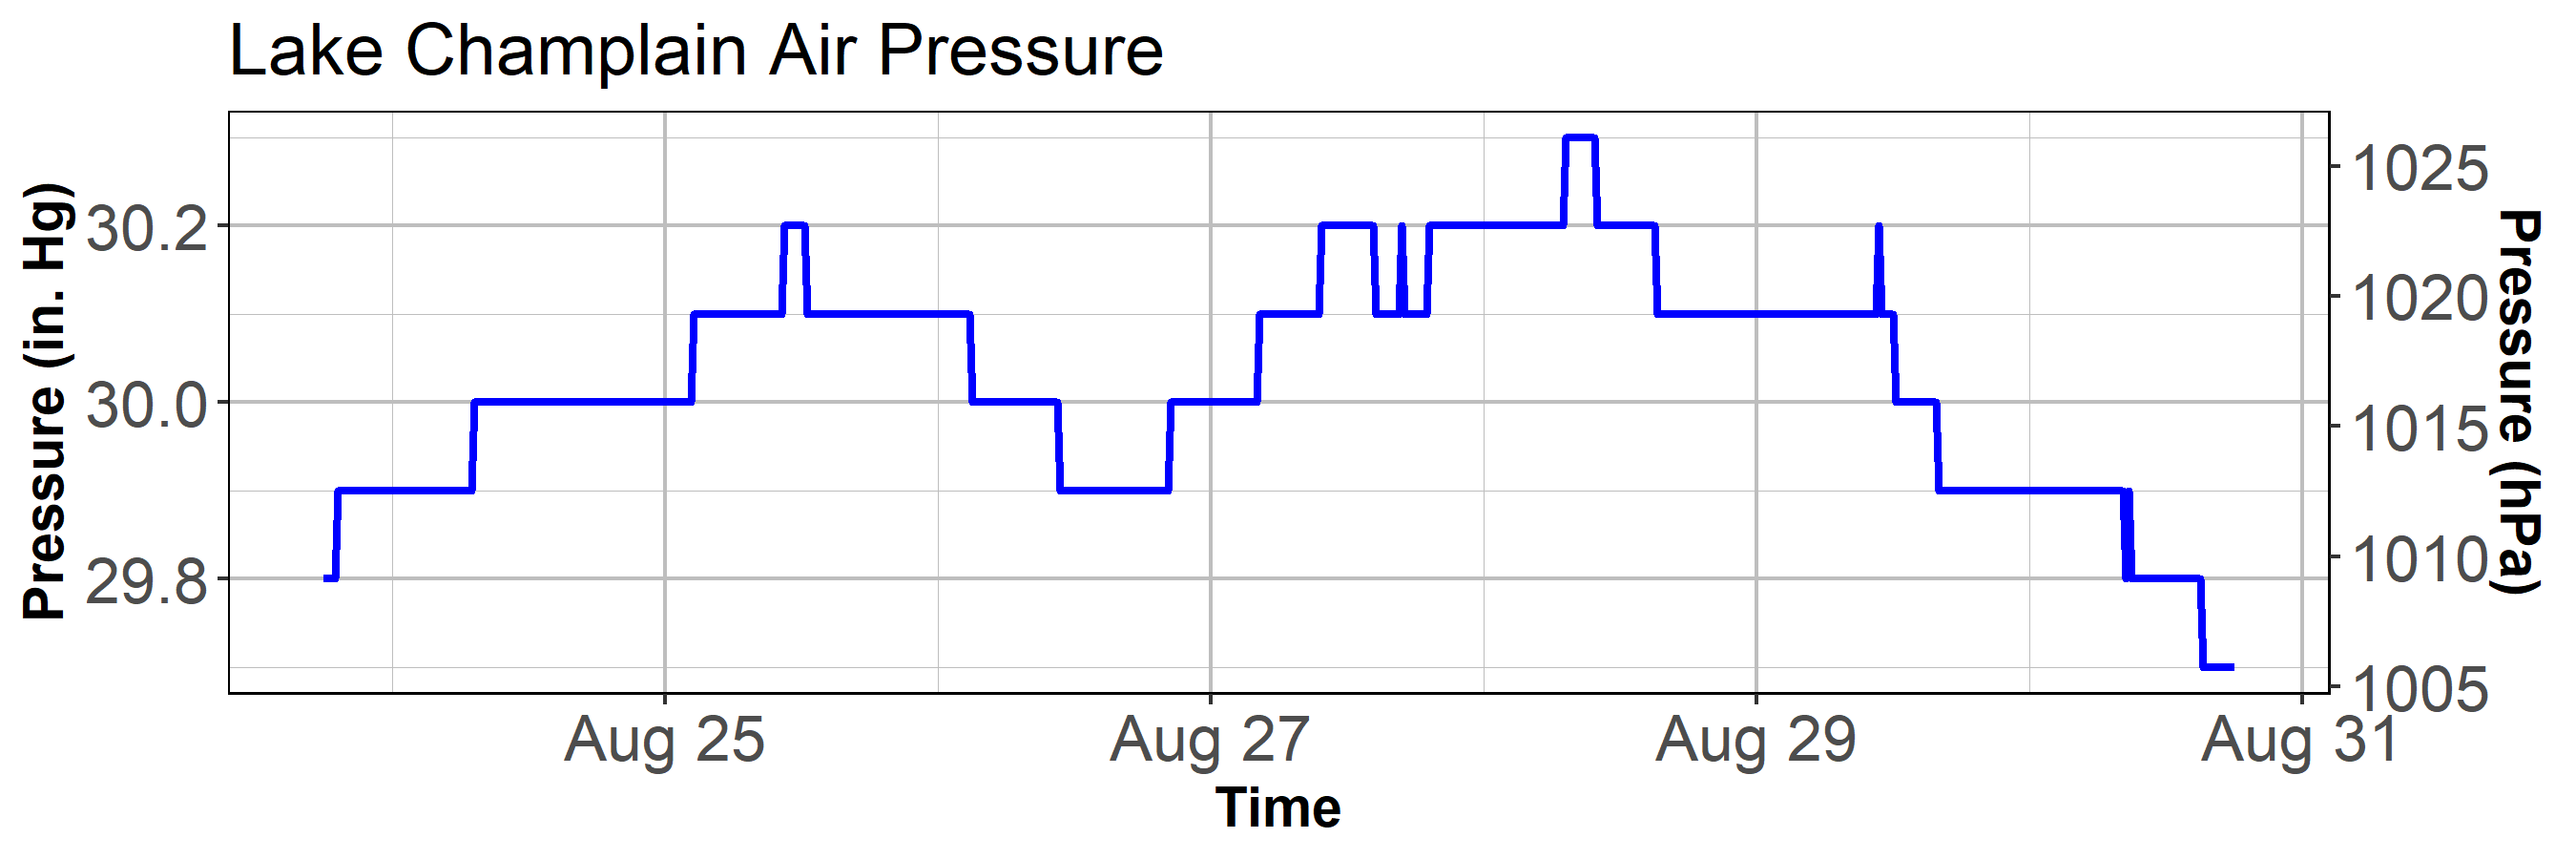 Lake Champlain Air Pressure
Pressure (in. Hg)
30.2
30.0
29.8
1025
1020
1015
1010
1005
Pressure (hPa)
Aug 25 Aug 27 Aug 29 Aug 31
Time